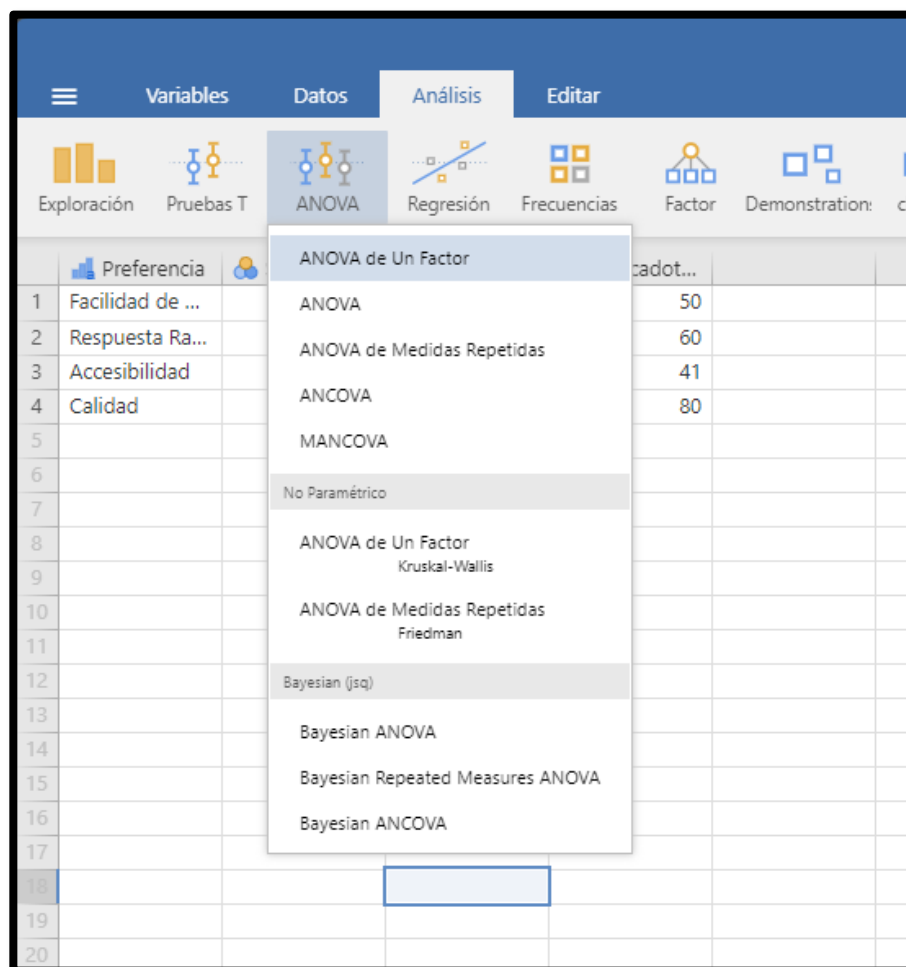 Variables Datos Análisis Editar
Exploración Pruebas T ANOVA Regresión Frecuencias Factor Demonstration
Preferencia cadot...
1 Facilidad de ... 50
2 Respuesta Ra... 60
3 Accesibilidad 41
4 Calidad 80
5
6
7
8
9
10
11
12
13
14
15
16
17
18
19
20
ANOVA de Un Factor
ANOVA
ANOVA de Medidas Repetidas
ANCOVA
MANCOVA
No Paramétrico
ANOVA de Un Factor
Kruskal-Wallis
ANOVA de Medidas Repetidas
Friedman
Bayesian (jsq)
Bayesian ANOVA
Bayesian Repeated Measures ANOVA
Bayesian ANCOVA